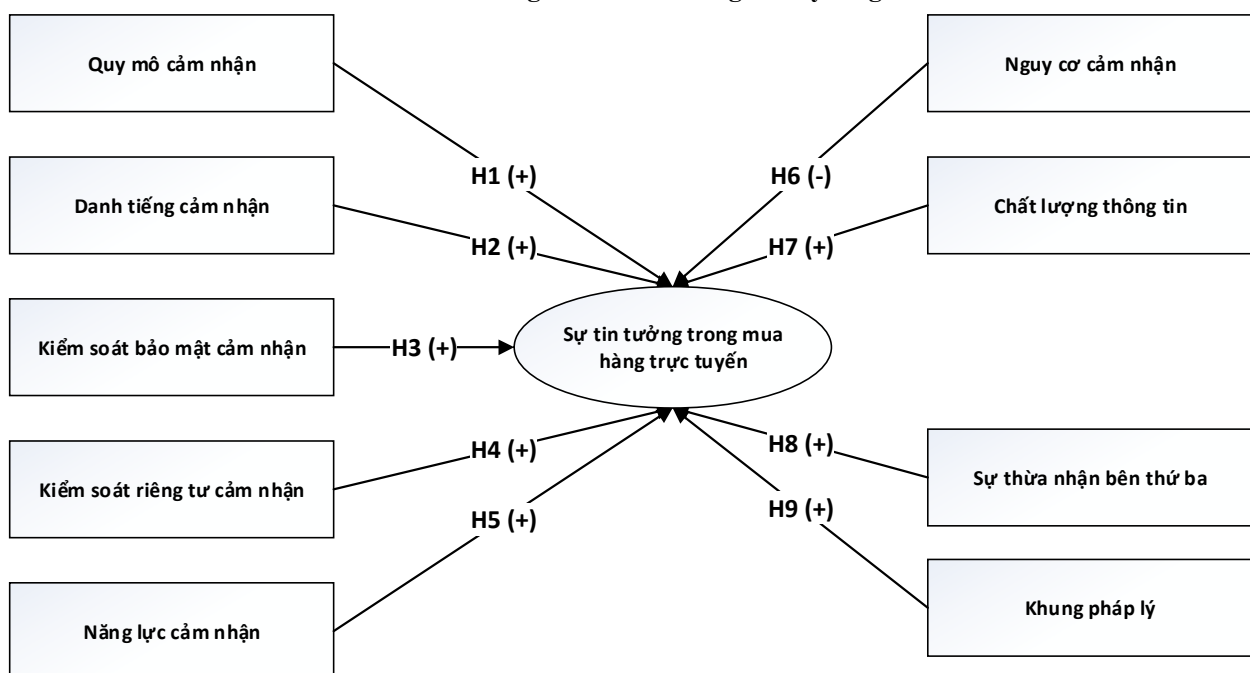 Quy mô cảm nhận
Nguy cơ cảm nhận
H1 (+)
H6 (-)
Danh tiếng cảm nhận
Chất lượng thông tin
H2 (+)
H7 (+)
Kiểm soát bảo mật cảm nhận
H3 (+)
Sự tin tưởng trong mua
hàng trực tuyến
H4 (+)
H8 (+)
Kiểm soát riêng tư cảm nhận
Sự thừa nhận bên thứ ba
H5 (+)
H9 (+)
Năng lực cảm nhận
Khung pháp lý